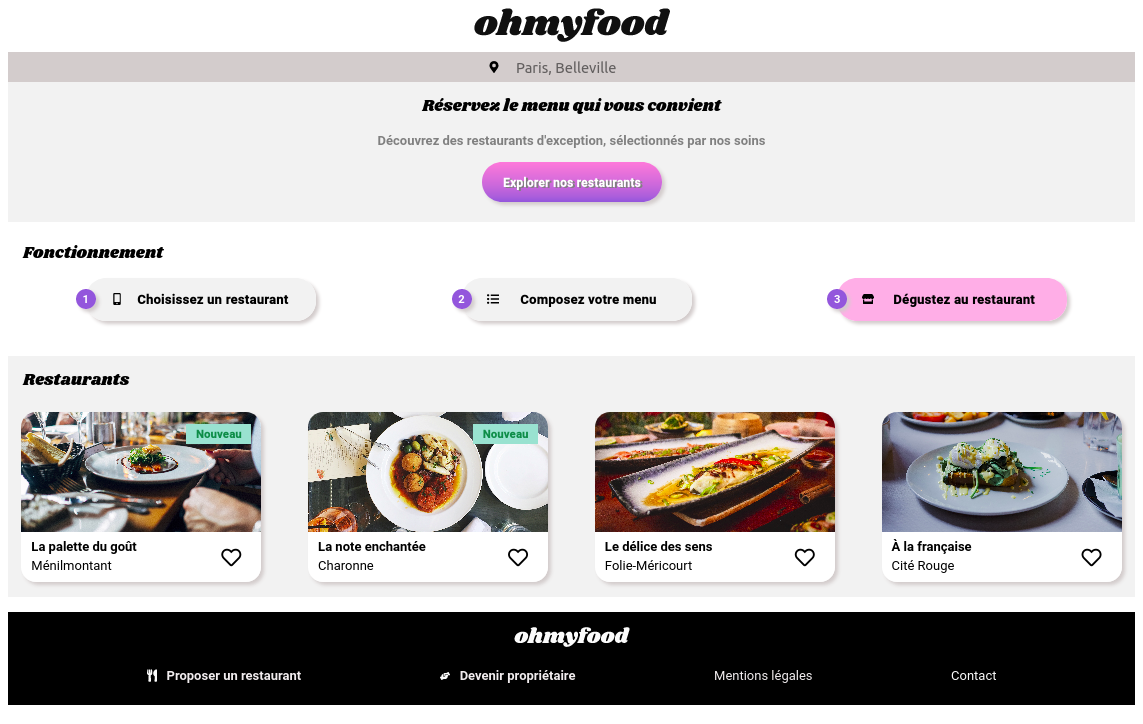 ohmyfood
Paris, Belleville
Réservez le menu qui vous convient
Découvrez des restaurants d'exception, sélectionnés par nos soins
Explorer nos restaurants
Fonctionnement
1 Choisissez un restaurant
2 Composez votre menu
3 Dégustez au restaurant
Restaurants
Nouveau
La palette du goût
Ménilmontant
Nouveau
La note enchantée
Charonne
Le délice des sens
Folie-Méricourt
À la française
Cité Rouge
ohmyfood
Proposer un restaurant
Devenir propriétaire
Mentions légales
Contact